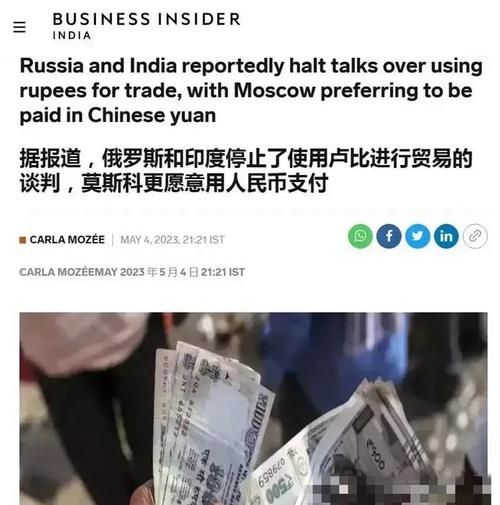 BUSINESS INSIDER
INDIA
Russia and India reportedly halt talks over using
rupees for trade, with Moscow preferring to be
paid in Chinese yuan
据报道，俄罗斯和印度停止了使用卢比进行贸易的
谈判，莫斯科更愿意用人民币支付
CARLA MOZÉE | MAY 4, 2023, 21:21 IST
CARLA MOZÉEMAY 2023 年 5 月 4 日 21:21 IST